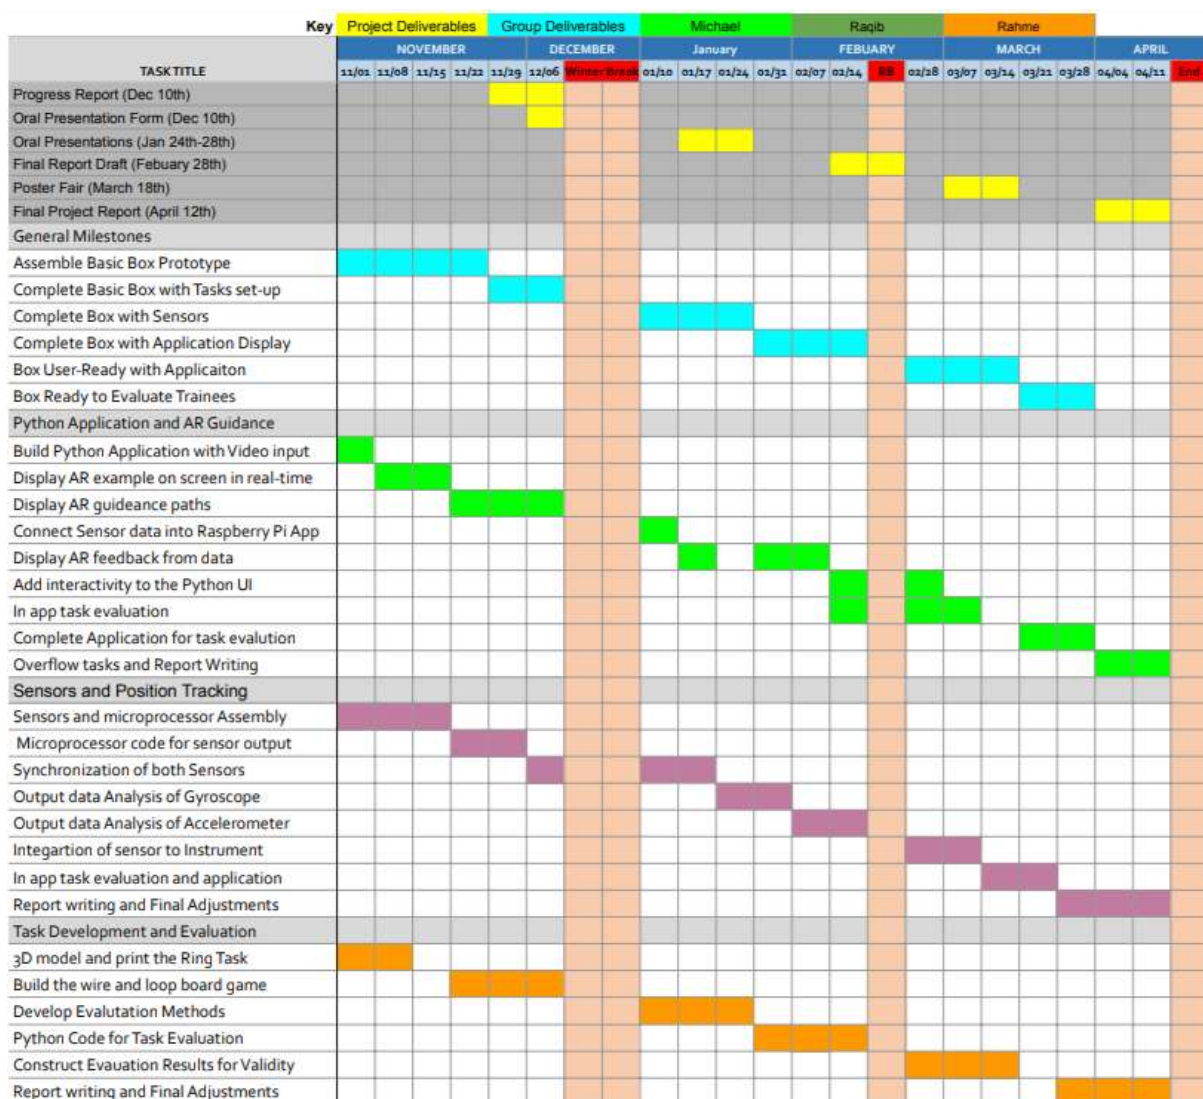 Key Project Deliverables Group Deliverables Michael Raqib Rahme
NOVEMBER DECEMBER January FEBUARY MARCH APRIL
TASK TITLE 11/01 11/08 11/15 11/22 11/29 12/06 Winter Break 01/10 01/17 01/24 01/31 02/07 02/14 RB 02/28 03/07 03/14 03/21 03/28 04/04 04/11 End
Progress Report (Dec 10th)
Oral Presentation Form (Dec 10th)
Oral Presentations (Jan 24th-28th)
Final Report Draft (Febuary 28th)
Poster Fair (March 18th)
Final Project Report (April 12th)
General Milestones
Assemble Basic Box Prototype
Complete Basic Box with Tasks set-up
Complete Box with Sensors
Complete Box with Application Display
Box User-Ready with Applicaiton
Box Ready to Evaluate Trainees
Python Application and AR Guidance
Build Python Application with Video input
Display AR example on screen in real-time
Display AR guideance paths
Connect Sensor data into Raspberry Pi App
Display AR feedback from data
Add interactivity to the Python UI
In app task evaluation
Complete Application for task evalution
Overflow tasks and Report Writing
Sensors and Position Tracking
Sensors and microprocessor Assembly
Microprocessor code for sensor output
Synchronization of both Sensors
Output data Analysis of Gyroscope
Output data Analysis of Accelerometer
Integartion of sensor to Instrument
In app task evaluation and application
Report writing and Final Adjustments
Task Development and Evaluation
3D model and print the Ring Task
Build the wire and loop board game
Develop Evalutation Methods
Python Code for Task Evaluation
Construct Evauation Results for Validity
Report writing and Final Adjustments